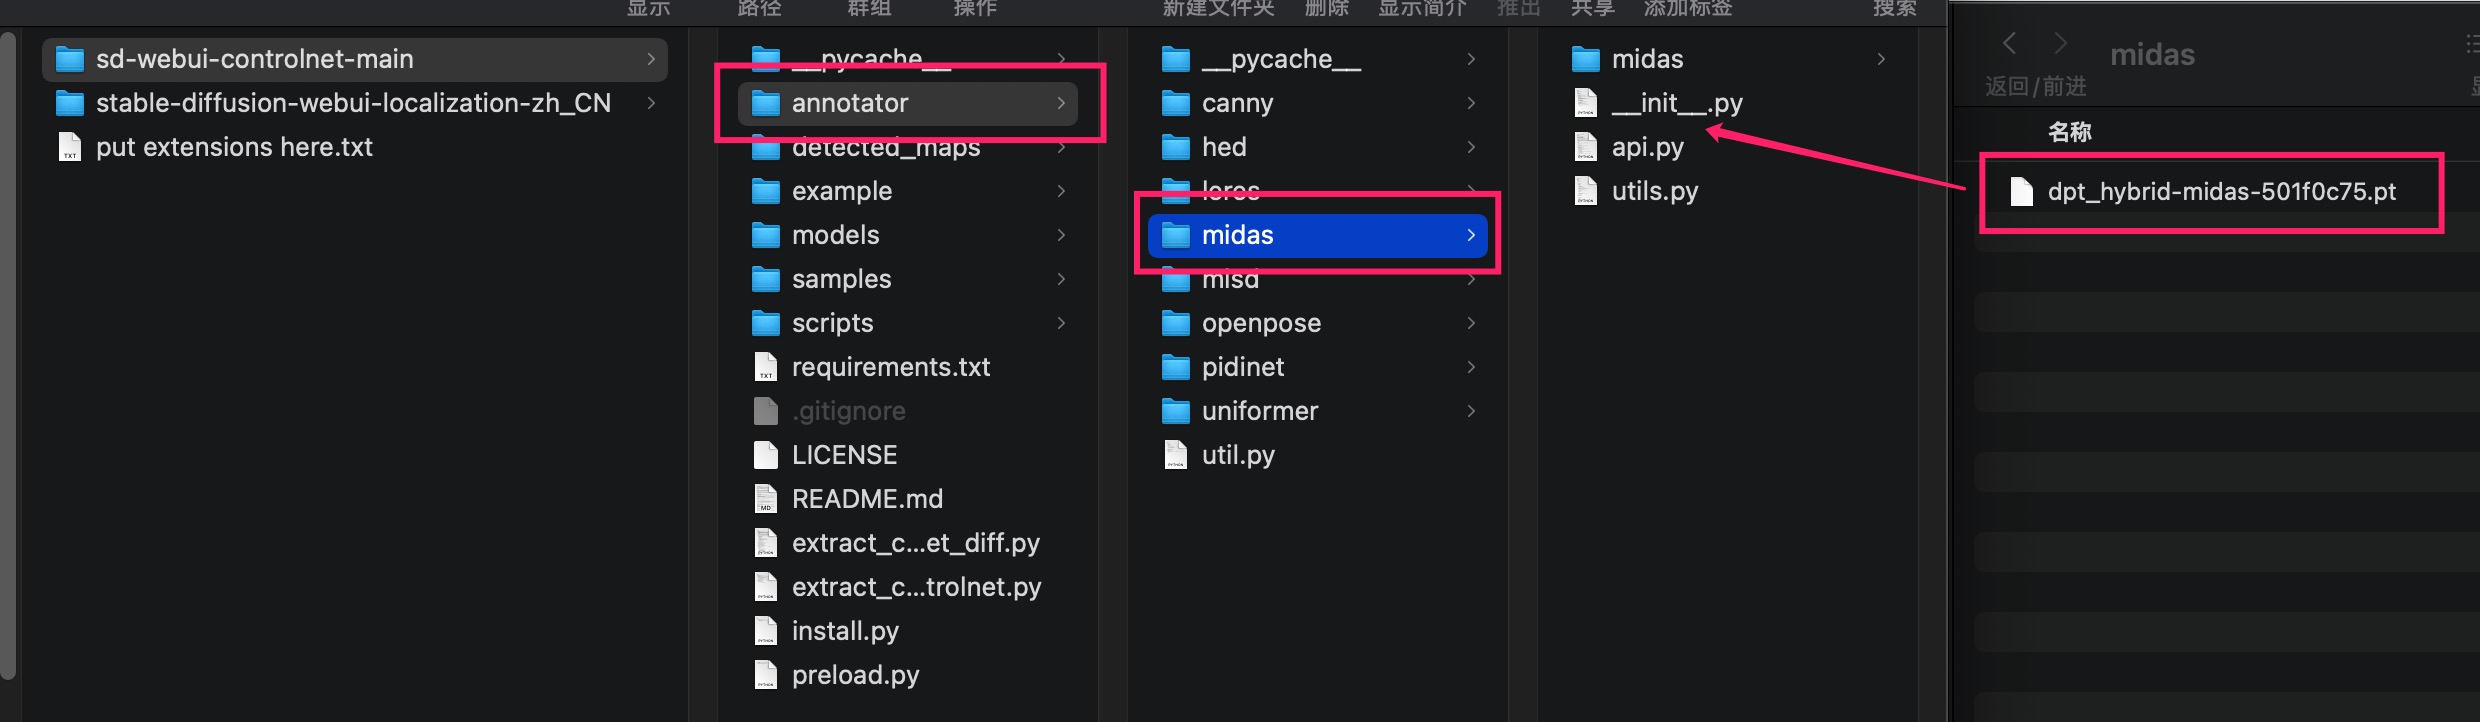 显示 路径 群组 操作 新建文件夹 删除 显示简介 推出 共享 添加标签 搜索
sd-webui-controlnet-main
stable-diffusion-webui-localization-zh_CN
put extensions here.txt
__pycache__
annotator
detected_maps
example
models
samples
scripts
requirements.txt
.gitignore
LICENSE
README.md
extract_c...et_diff.py
extract_c...trolnet.py
install.py
preload.py
__pycache__
canny
hed
leres
midas
mlsd
openpose
pidinet
uniformer
util.py
midas
__init__.py
api.py
utils.py
midas
返回/前进
名称
dpt_hybrid-midas-501f0c75.pt